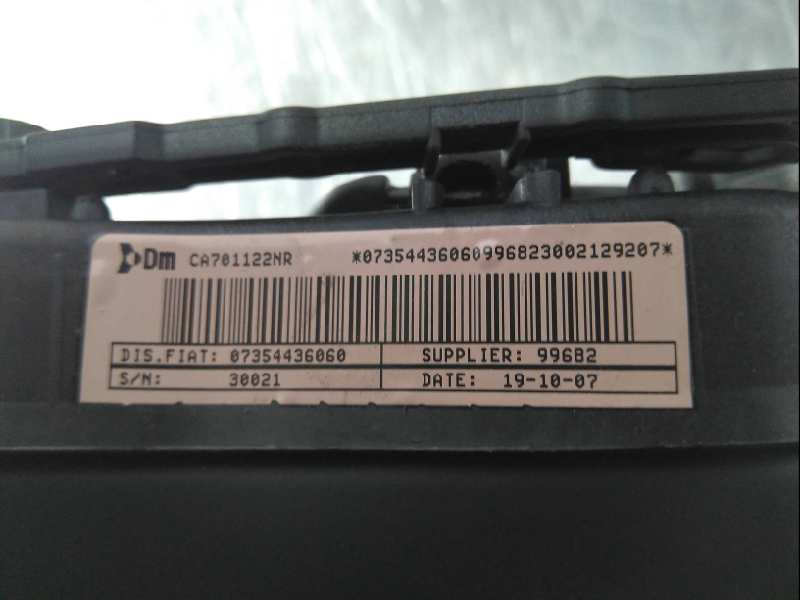 Dm CA701122NR *07354436060996823002129207*
DIS.FIAT: 07354436060 SUPPLIER: 99682
S/N: 30021 DATE: 19-10-07